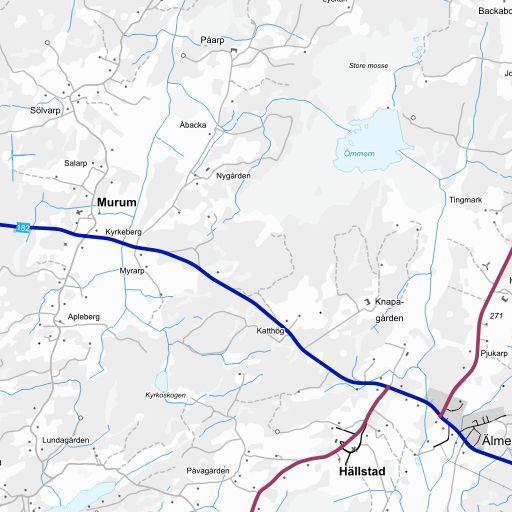 Backabo
Påarp
Store mosse
Sölvarp
Åbacka
Ömmern
Salarp
Nygården
Murum
Tingmark
182
Kyrkeberg
Myrarp
Knapa-
gården
Apleberg
271
Katthög
Pjukarp
Kyrkoskogen
Lundagården
Älme
Påvagården
Hällstad